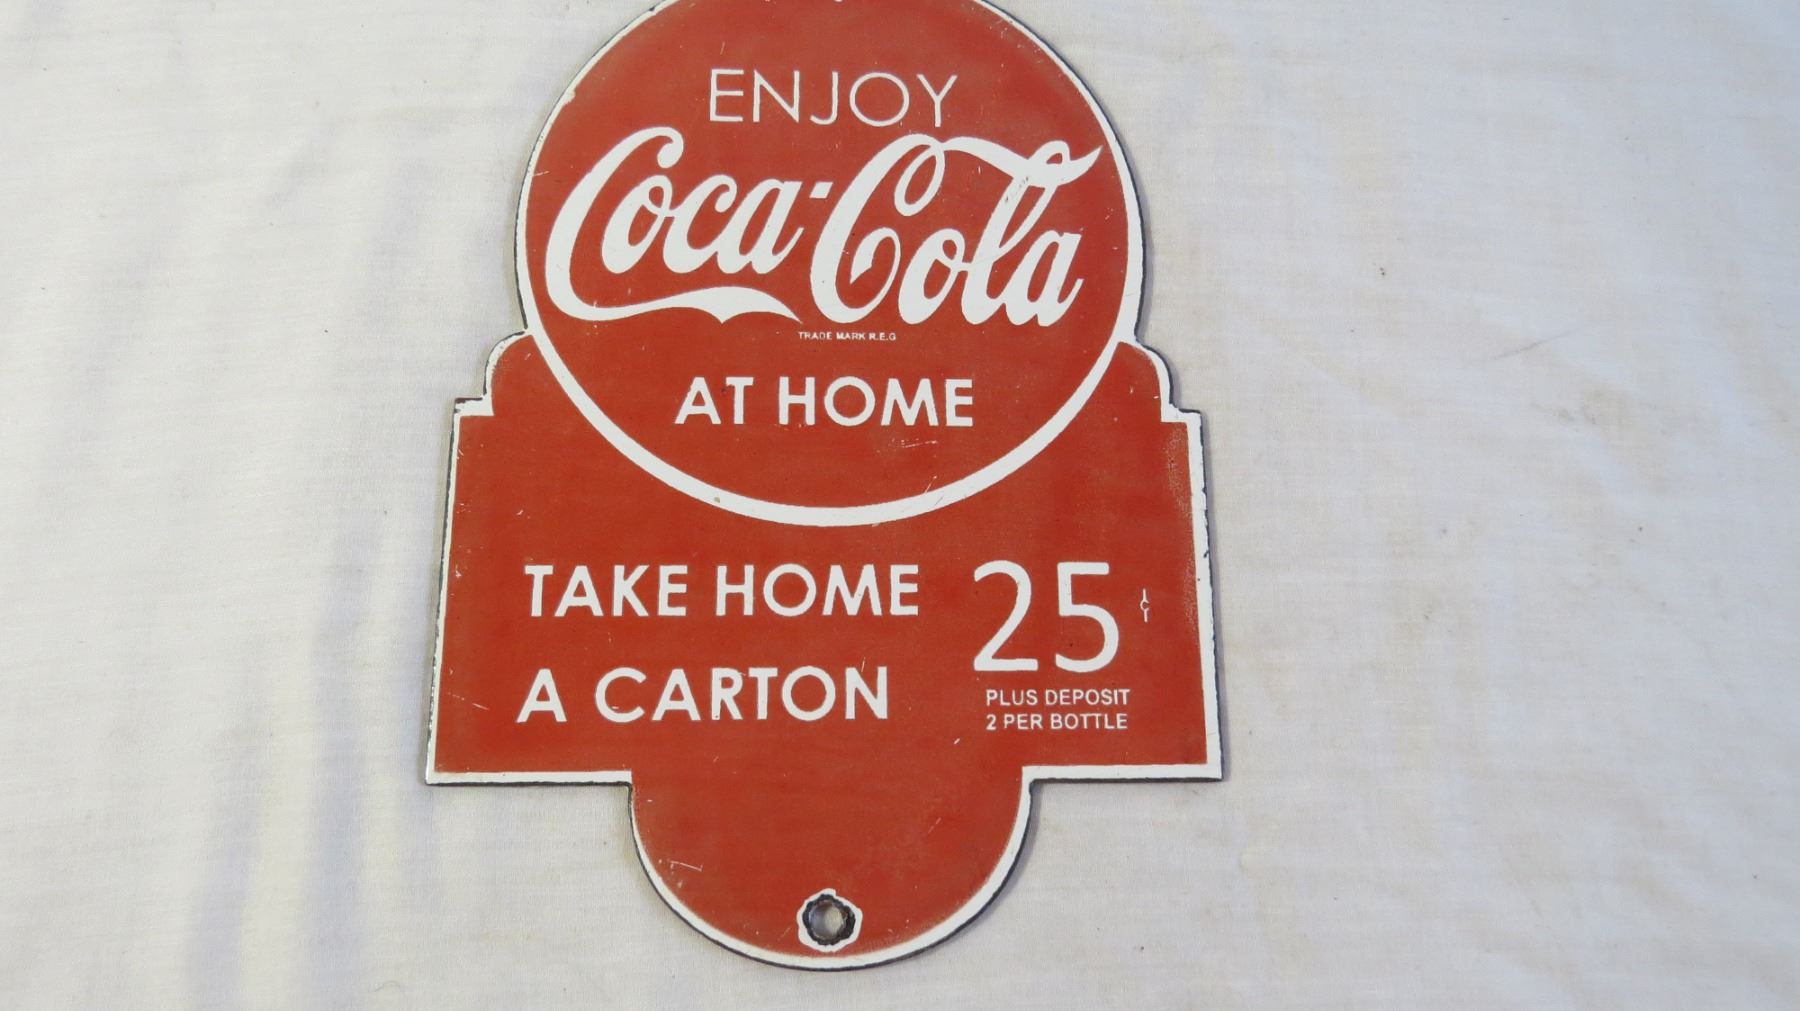 ENJOY
Coca-Cola
TRADE MARK R.E.G
AT HOME
TAKE HOME
A CARTON
25¢
PLUS DEPOSIT
2 PER BOTTLE